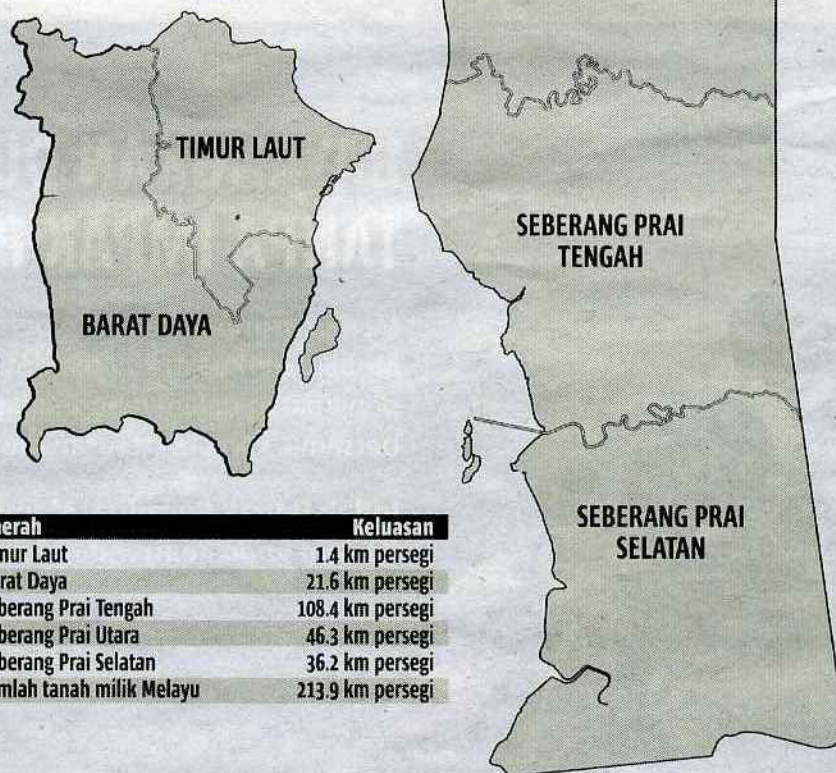 TIMUR LAUT
BARAT DAYA
SEBERANG PRAI
TENGAH
SEBERANG PRAI
SELATAN
aerah Keluasan
mur Laut 1.4 km persegi
rat Daya 21.6 km persegi
berang Prai Tengah 108.4 km persegi
berang Prai Utara 46.3 km persegi
berang Prai Selatan 36.2 km persegi
mlah tanah milik Melayu 213.9 km persegi